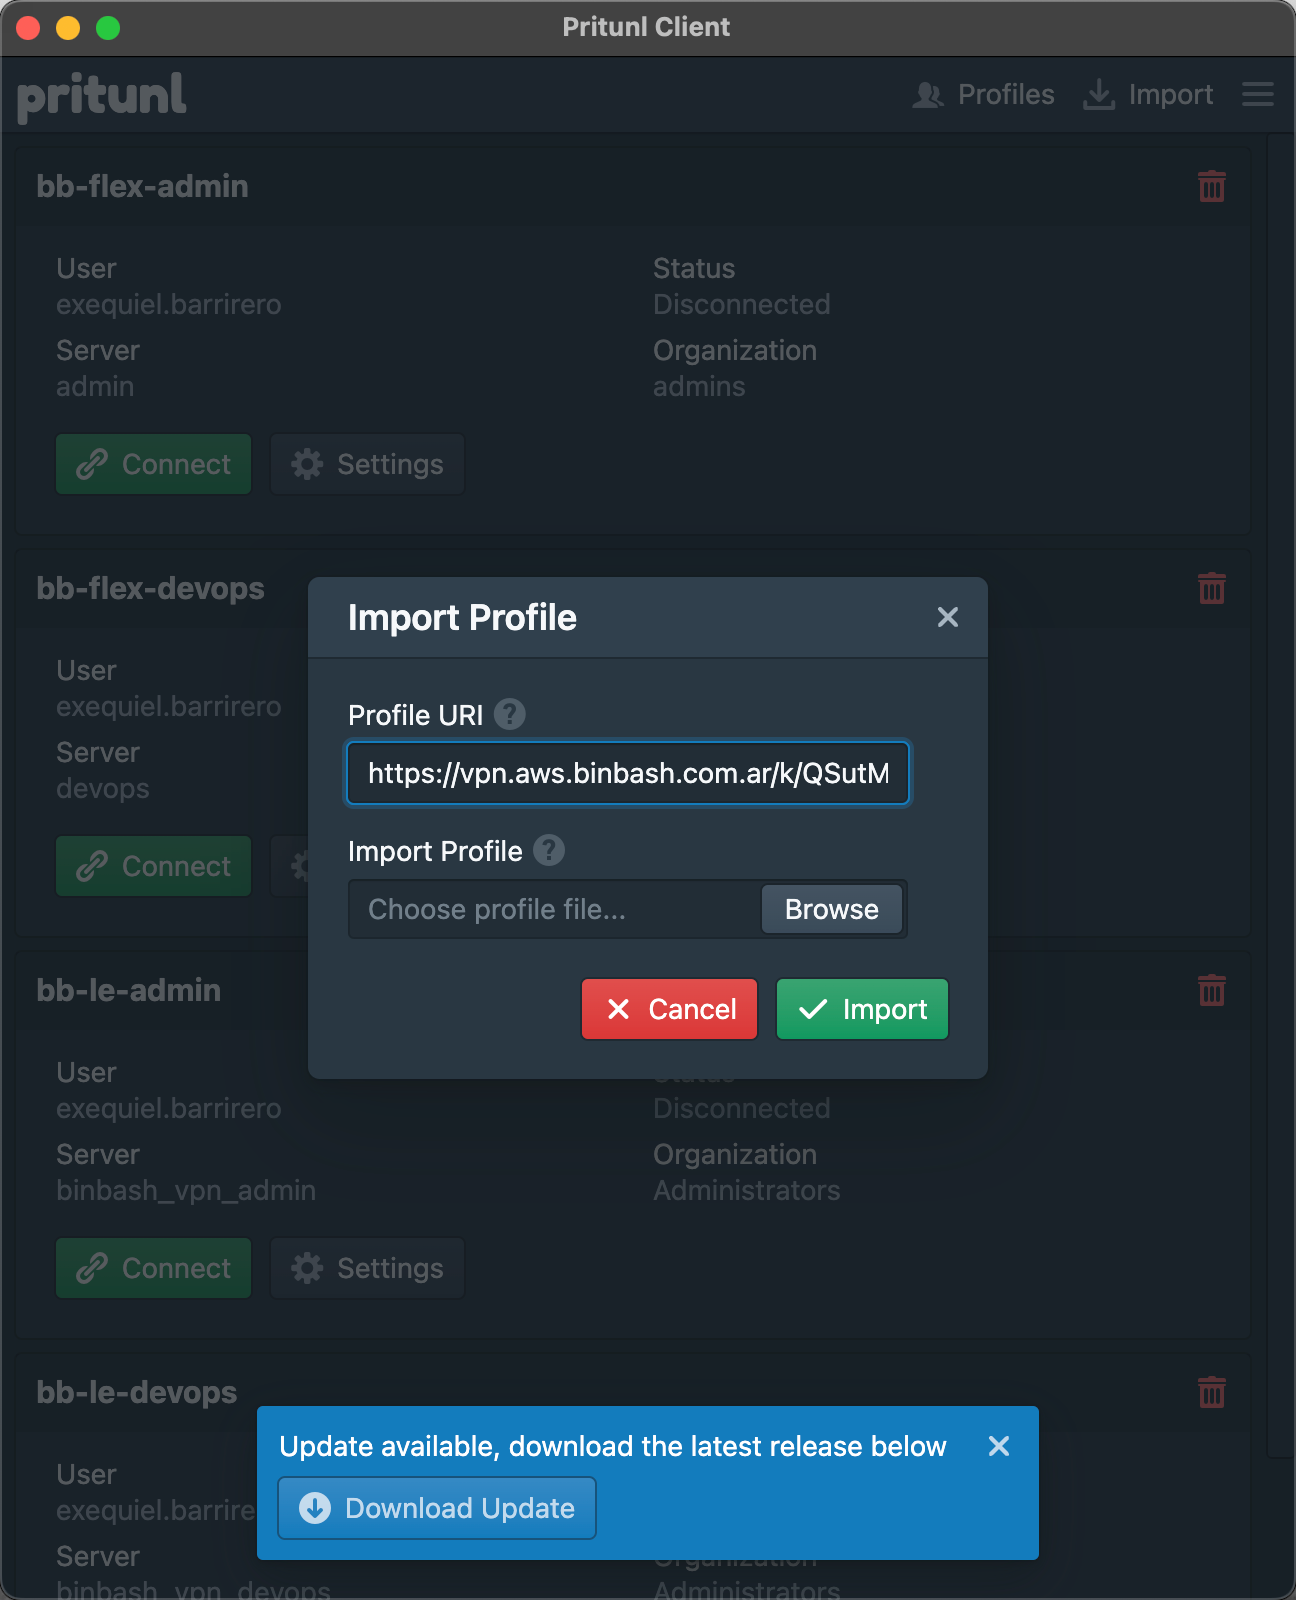 Pritunl Client
pritunl
Profiles
Import
bb-flex-admin
User
exequiel.barrirero
Status
Disconnected
Server
admin
Organization
admins
Connect
Settings
bb-flex-devops
User
exequiel.barrirero
Server
devops
Connect
Import Profile
Profile URI ?
https://vpn.aws.binbash.com.ar/k/QSutM
Import Profile ?
Choose profile file...
Browse
Cancel
Import
bb-le-admin
User
exequiel.barrirero
Status
Disconnected
Server
binbash_vpn_admin
Organization
Administrators
Connect
Settings
bb-le-devops
User
exequiel.barrire
Server
binbash_vpn_devops
Organization
Administrators
Update available, download the latest release below
Download Update